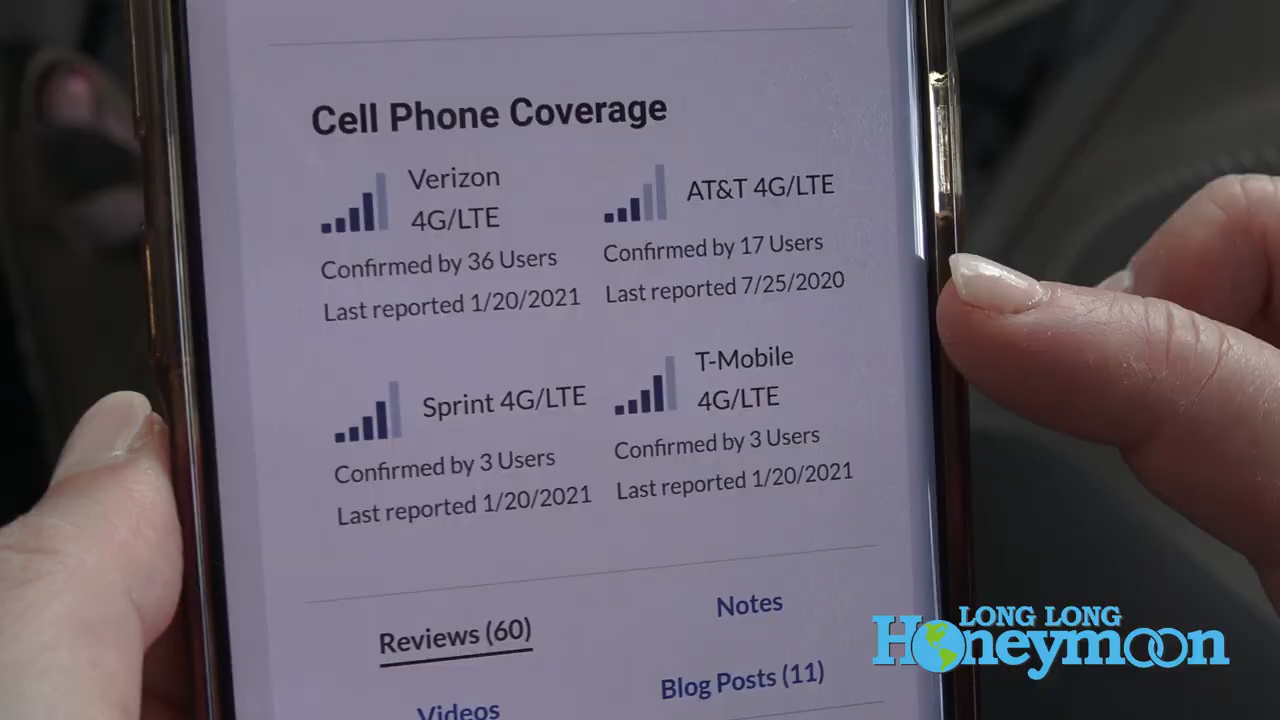 Cell Phone Coverage
Verizon
4G/LTE
Confirmed by 36 Users
Last reported 1/20/2021
AT&T 4G/LTE
Confirmed by 17 Users
Last reported 7/25/2020
Sprint 4G/LTE
Confirmed by 3 Users
Last reported 1/20/2021
T-Mobile
4G/LTE
Confirmed by 3 Users
Last reported 1/20/2021
Reviews (60)
Notes
Videos
Blog Posts (11)
LONG LONG
Honeymoon